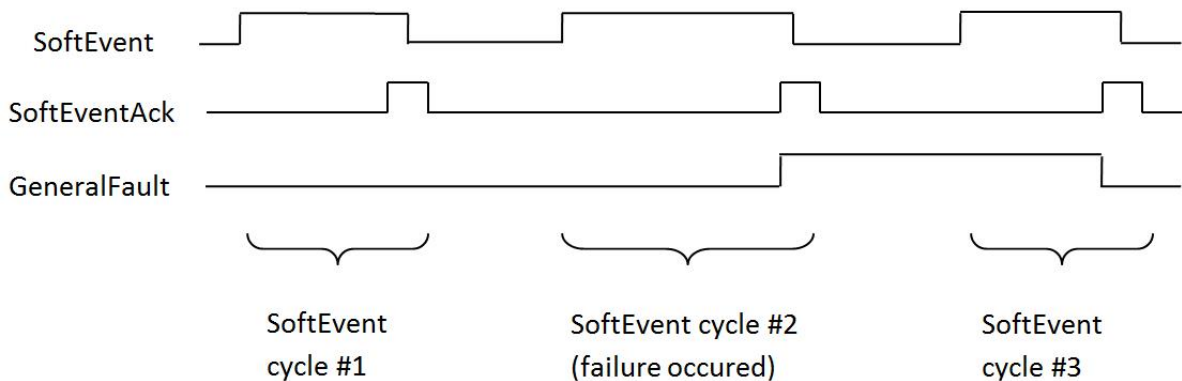 SoftEvent
SoftEventAck
GeneralFault
SoftEvent
cycle #1
SoftEvent cycle #2
(failure occured)
SoftEvent
cycle #3